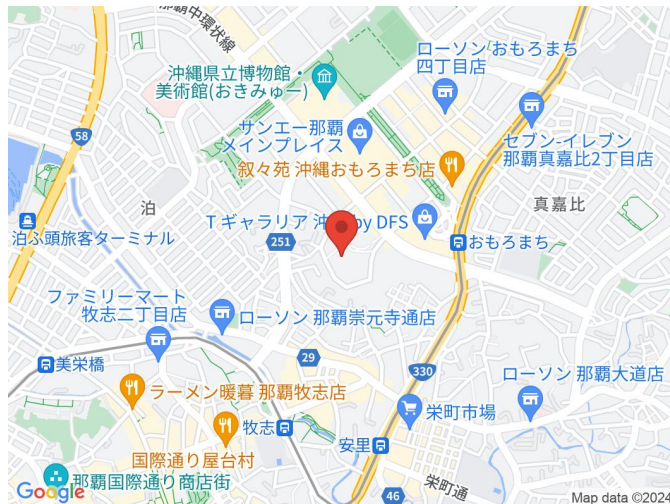 那覇中環状線
ローソン おもろまち
四丁目店
沖縄県立博物館・
美術館(おきみゅー)
58
サンエー那覇
メインプレイス
セブン-イレブン
那覇真嘉比2丁目店
叙々苑 沖縄おもろまち店
泊
真嘉比
Tギャラリア 沖縄 by DFS
泊ふ頭旅客ターミナル
251
おもろまち
ファミリーマート
牧志二丁目店
ローソン 那覇崇元寺通店
29
美栄橋
330
ローソン 那覇大道店
ラーメン暖暮 那覇牧志店
栄町市場
牧志
安里
国際通り屋台村
那覇国際通り商店街
栄町通
46
Google
Map data ©2024